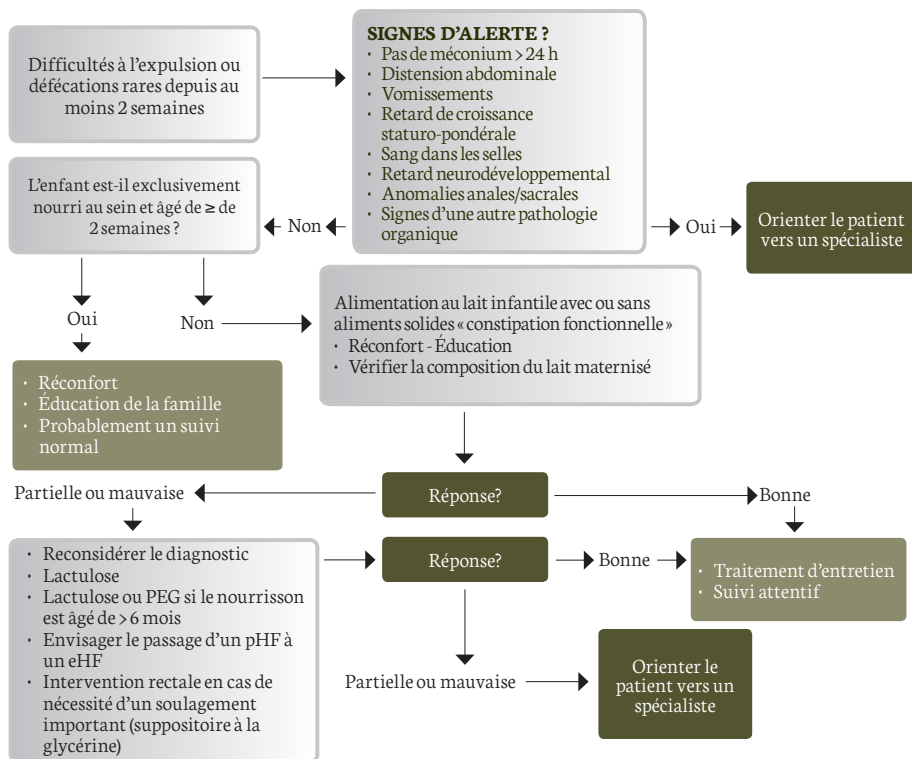 Difficultés à l'expulsion ou
défécations rares depuis au
moins 2 semaines
SIGNES D'ALERTE ?
· Pas de méconium > 24 h
· Distension abdominale
· Vomissements
· Retard de croissance
staturo-pondérale
· Sang dans les selles
· Retard neurodéveloppemental
· Anomalies anales/sacrales
· Signes d'une autre pathologie
organique
L'enfant est-il exclusivement
nourri au sein et âgé de ≥ de
2 semaines ?
Non
Oui
Orienter le patient
vers un spécialiste
Oui
Non
Alimentation au lait infantile avec ou sans
aliments solides « constipation fonctionnelle »
· Réconfort - Éducation
· Vérifier la composition du lait maternisé
· Réconfort
· Éducation de la famille
· Probablement un suivi
normal
Partielle ou mauvaise
Réponse?
Bonne
· Reconsidérer le diagnostic
· Lactulose
· Lactulose ou PEG si le nourrisson
est âgé de > 6 mois
· Envisager le passage d'un pHF à
un eHF
· Intervention rectale en cas de
nécessité d'un soulagement
important (suppositoire à la
glycérine)
Réponse?
Bonne
· Traitement d'entretien
· Suivi attentif
Partielle ou mauvaise
Orienter le
patient vers un
spécialiste